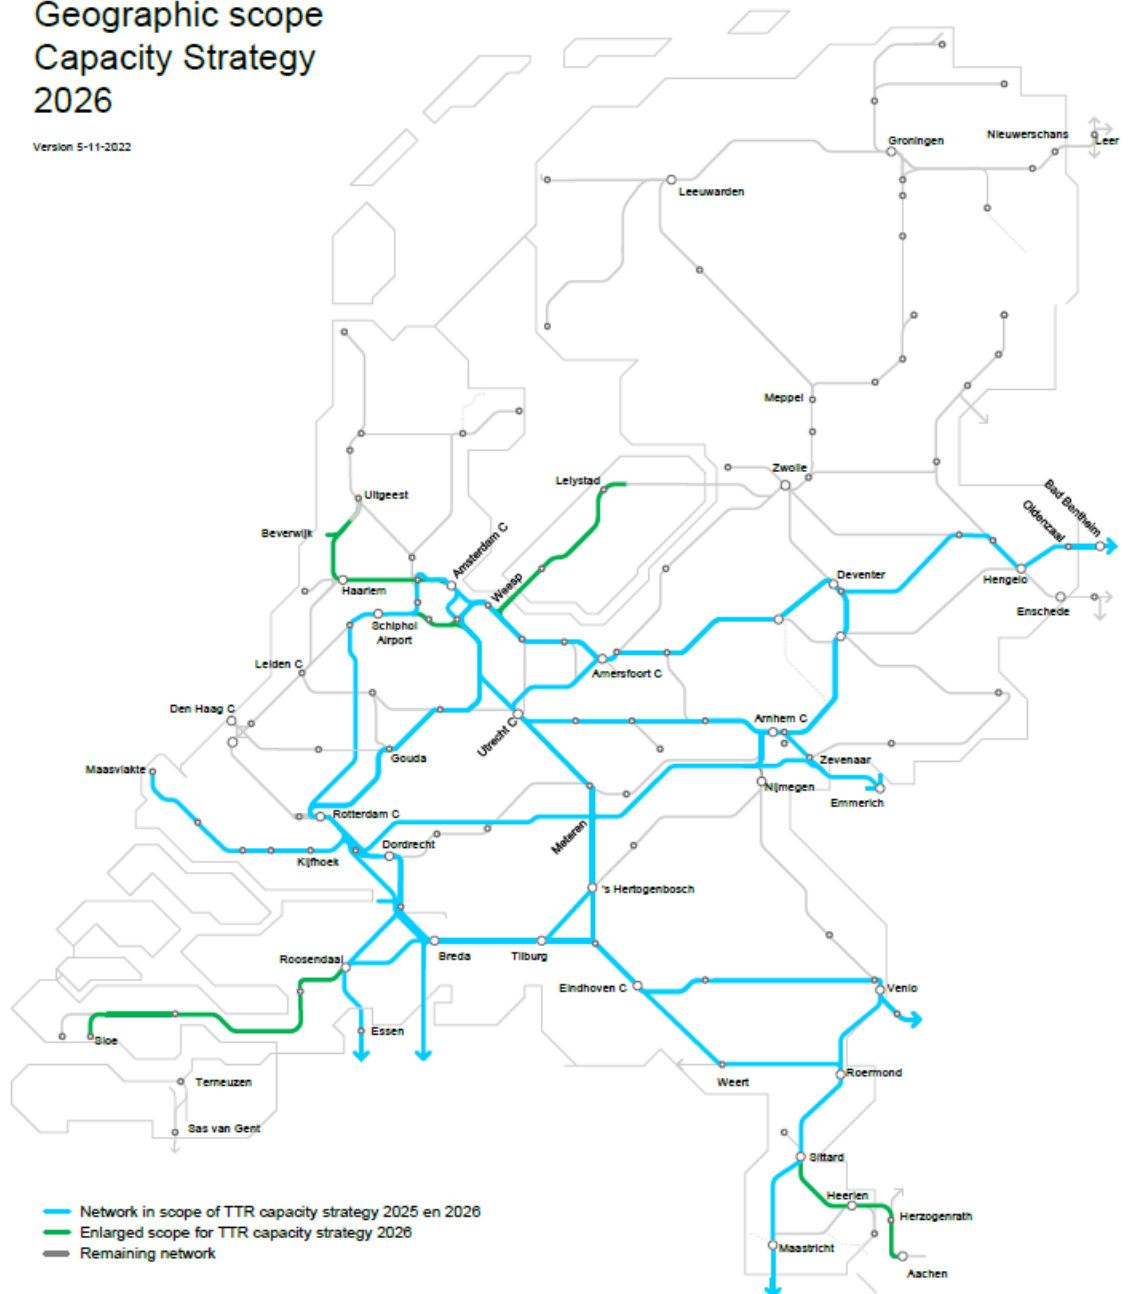 Geographic scope
Capacity Strategy
2026
Version 5-11-2022
Groningen
Nieuwerschans
Leer
Leeuwarden
Meppel
Zwolle
Lelystad
Uitgeest
Beverwijk
Amsterdam C
Weesp
Bad Bentheim
Oldenzaal
Haarlem
Deventer
Hengelo
Enschede
Schiphol
Airport
Leiden C
Amersfoort C
Den Haag C
Utrecht C
Arnhem C
Gouda
Zevenaar
Maasvlakte
Nijmegen
Emmerich
Rotterdam C
Dordrecht
Meteren
Kijfhoek
's Hertogenbosch
Roosendaal
Breda
Tilburg
Eindhoven C
Venlo
Essen
Sloe
Weert
Roermond
Terneuzen
Sas van Gent
Sittard
Heerlen
Herzogenrath
Maastricht
Aachen
Network in scope of TTR capacity strategy 2025 en 2026
Enlarged scope for TTR capacity strategy 2026
Remaining network